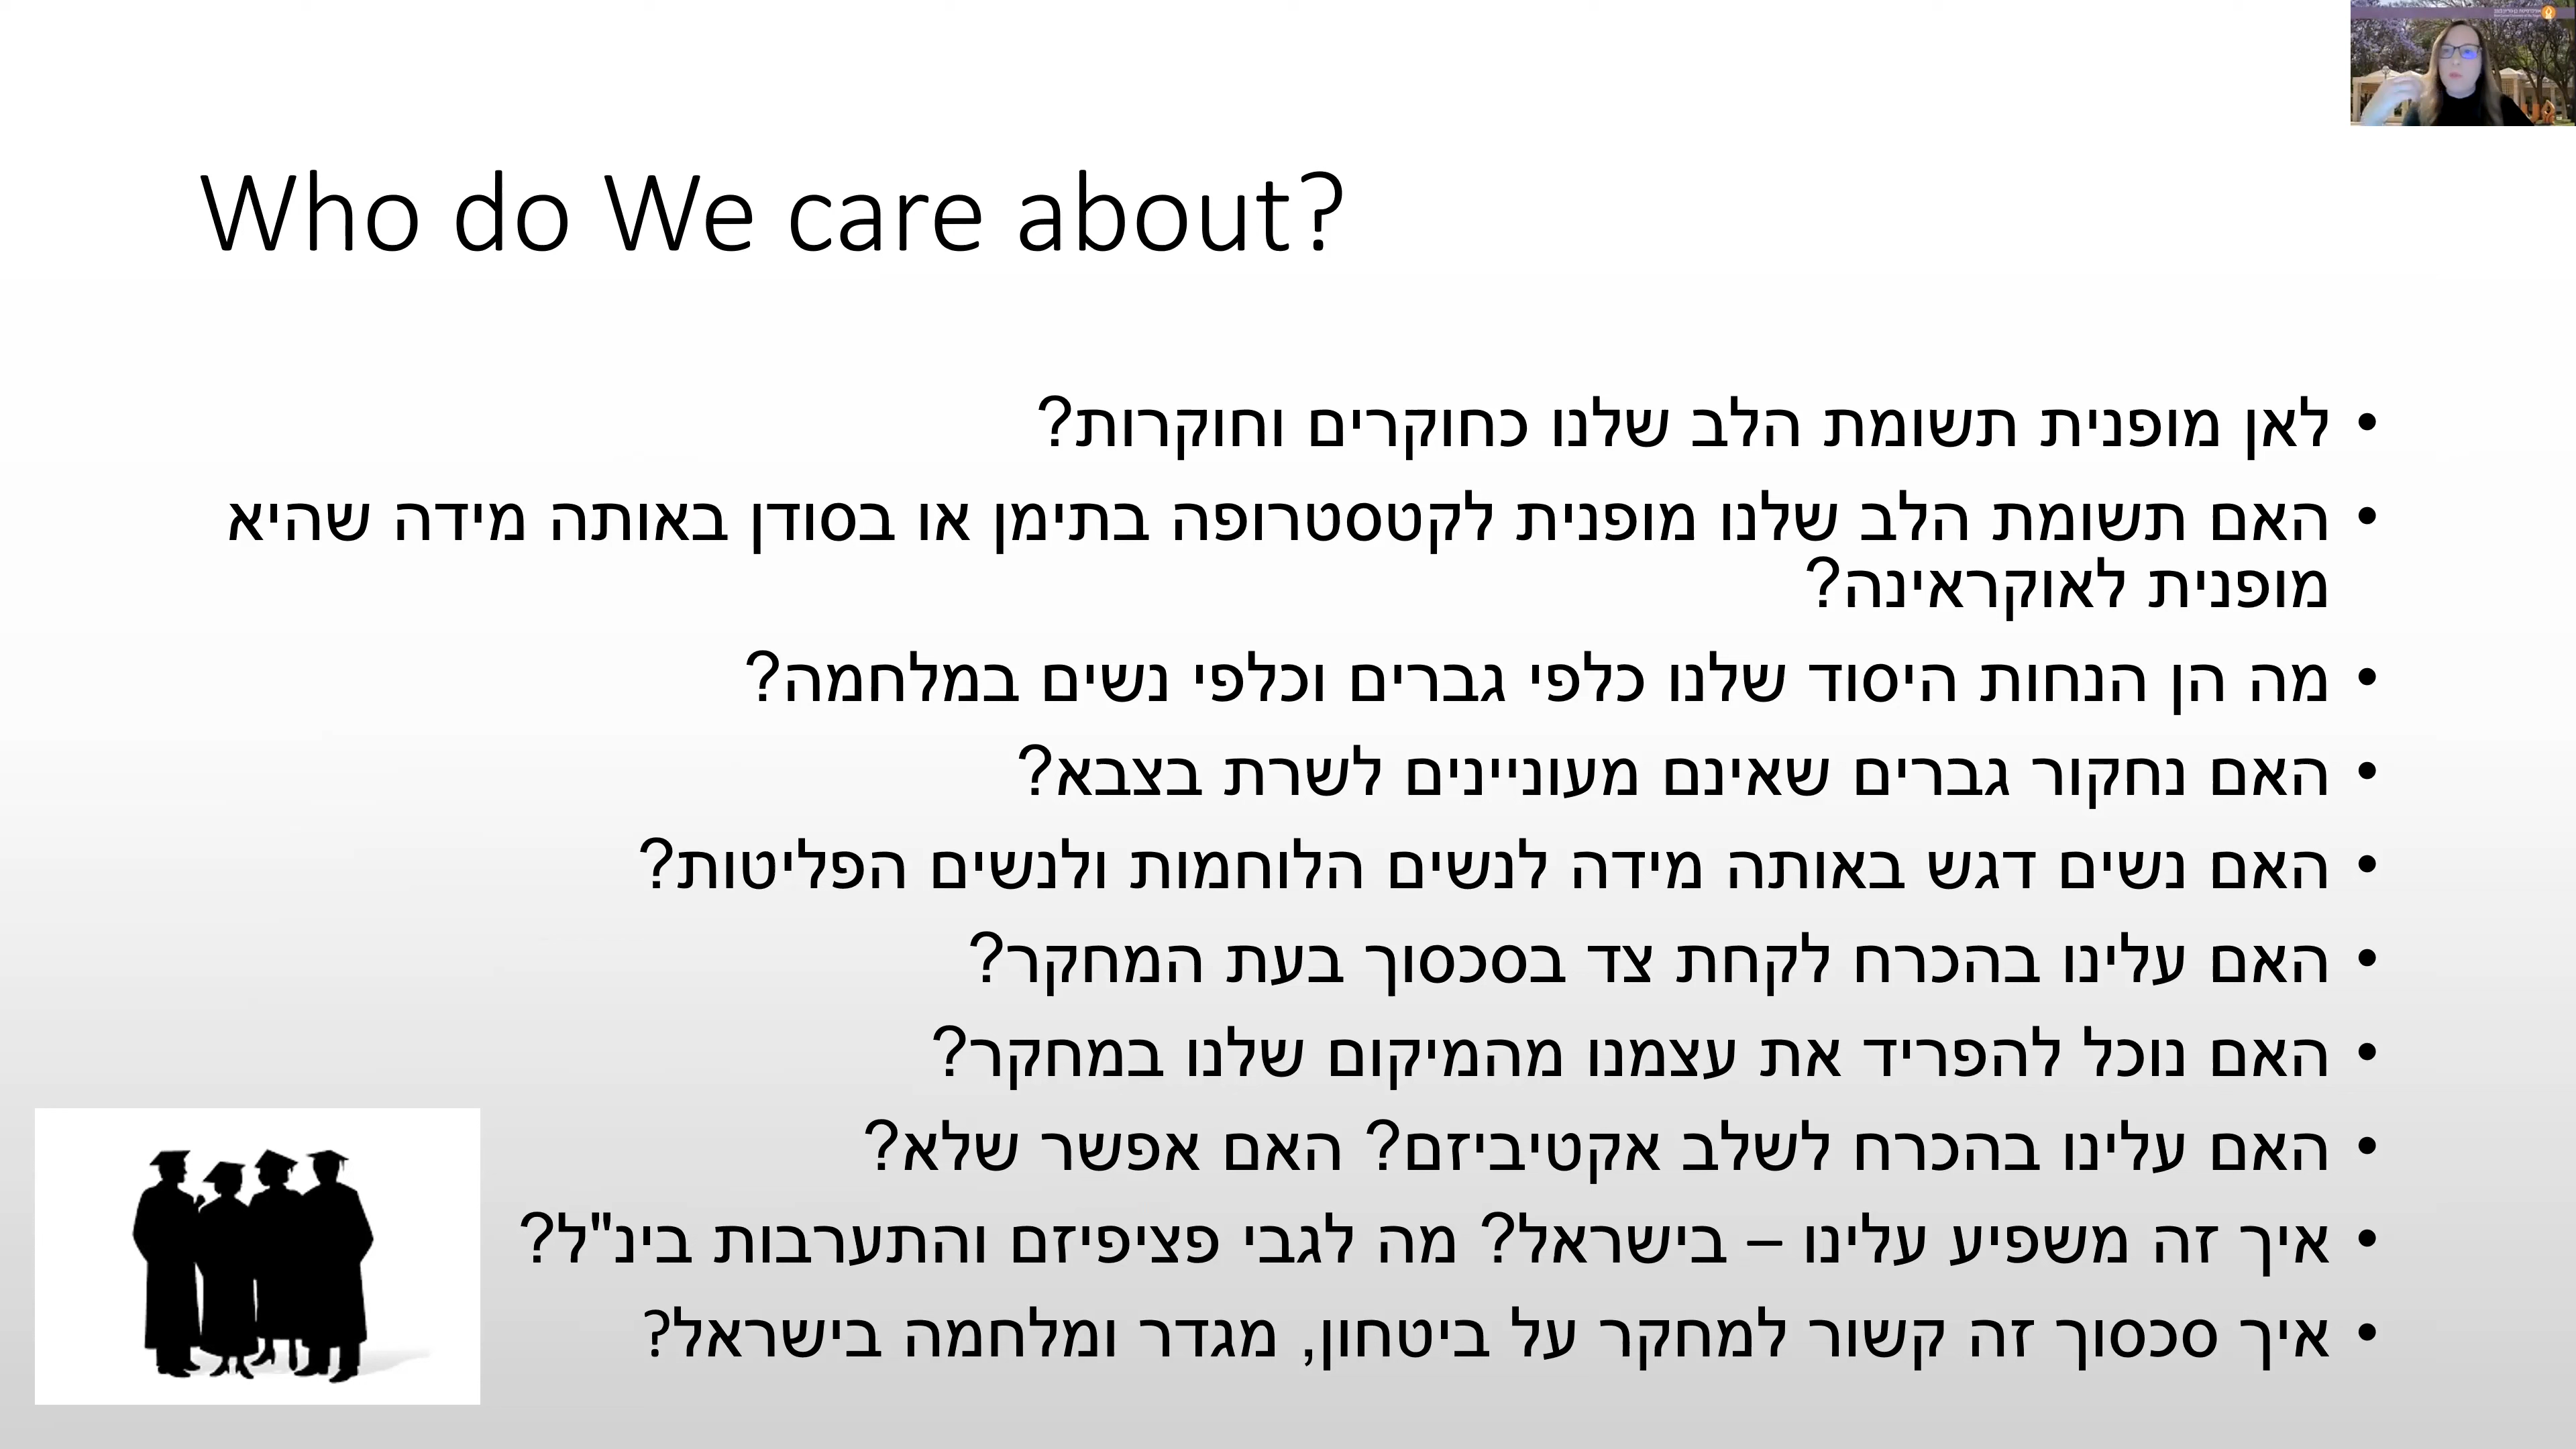 Who do We care about?
• לאן מופנית תשומת הלב שלנו כחוקרים וחוקרות?
• האם תשומת הלב שלנו מופנית לקטסטרופה בתימן או בסודן באותה מידה שהיא
מופנית לאוקראינה?
• מה הן הנחות היסוד שלנו כלפי גברים וכלפי נשים במלחמה?
• האם נחקור גברים שאינם מעוניינים לשרת בצבא?
• האם נשים דגש באותה מידה לנשים הלוחמות ולנשים הפליטות?
• האם עלינו בהכרח לקחת צד בסכסוך בעת המחקר?
• האם נוכל להפריד את עצמנו מהמיקום שלנו במחקר?
• האם עלינו בהכרח לשלב אקטיביזם? האם אפשר שלא?
• איך זה משפיע עלינו – בישראל? מה לגבי פציפיזם והתערבות בינ"ל?
• איך סכסוך זה קשור למחקר על ביטחון, מגדר ומלחמה בישראל?